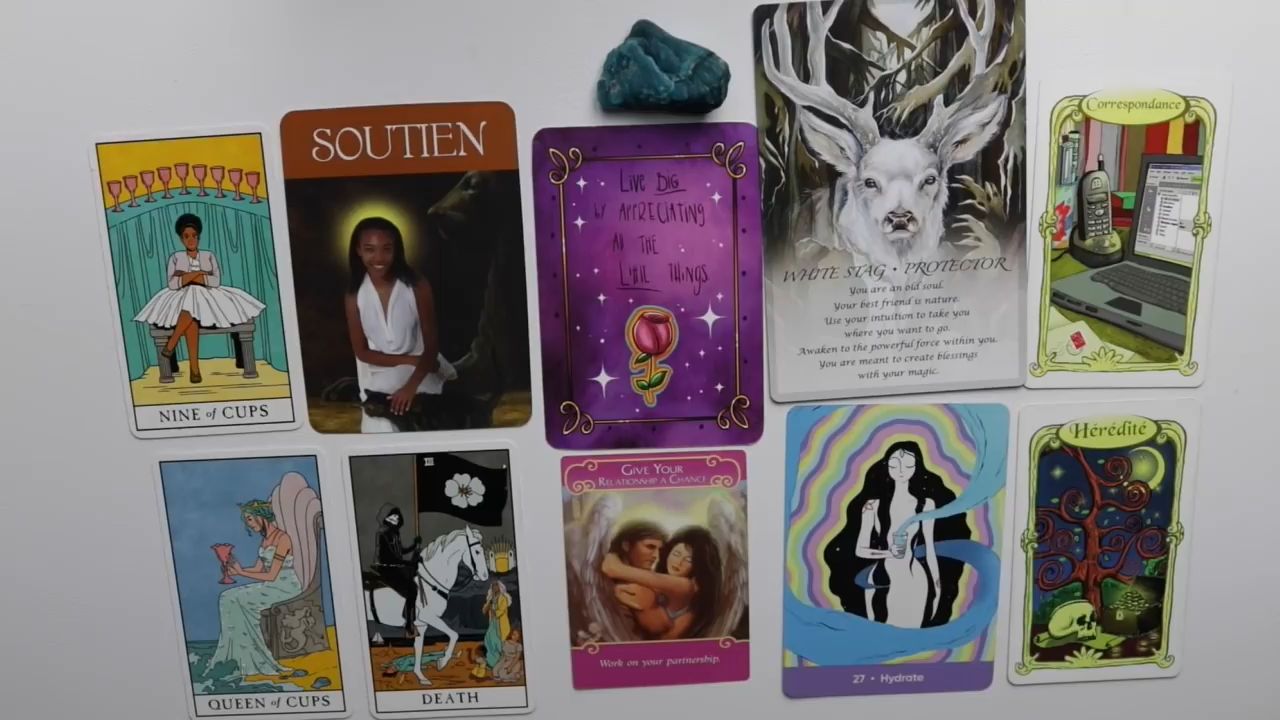 NINE of CUPS
SOUTIEN
Live BIG
by APPRECIATING
All THE
Little THINGS
WHITE STAG • PROTECTOR
You are an old soul.
Your best friend is nature.
Use your intuition to take you
where you want to go.
Awaken to the powerful force within you.
You are meant to create blessings
with your magic.
Correspondance
QUEEN of CUPS
XIII
DEATH
GIVE YOUR
RELATIONSHIP A CHANCE
Work on your partnership.
27 • Hydrate
Hérédité